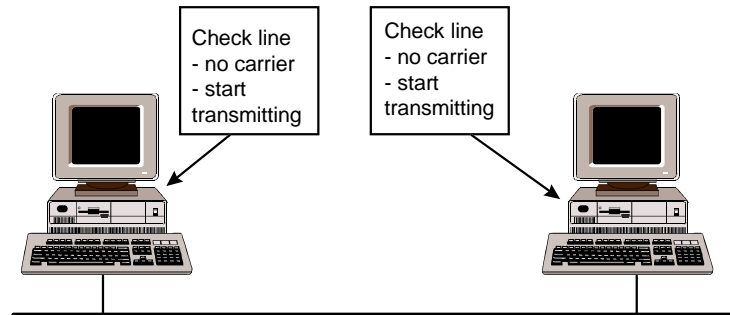 Check line
- no carrier
- start
transmitting
Check line
- no carrier
- start
transmitting